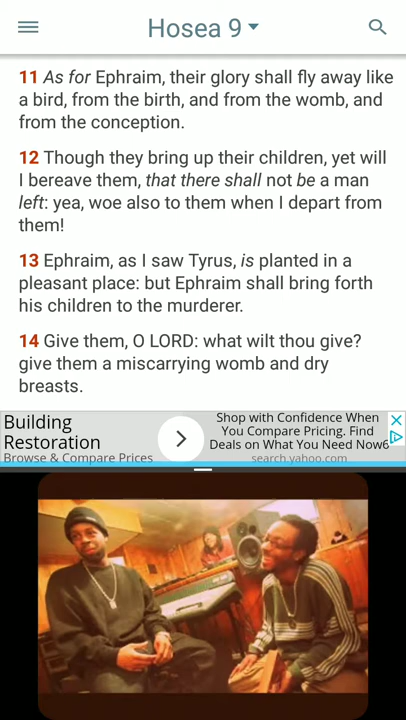 Hosea 9
11 As for Ephraim, their glory shall fly away like
a bird, from the birth, and from the womb, and
from the conception.
12 Though they bring up their children, yet will
I bereave them, that there shall not be a man
left: yea, woe also to them when I depart from
them!
13 Ephraim, as I saw Tyrus, is planted in a
pleasant place: but Ephraim shall bring forth
his children to the murderer.
14 Give them, O LORD: what wilt thou give?
give them a miscarrying womb and dry
breasts.
Building
Restoration
Browse & Compare Prices
Shop with Confidence When
You Compare Pricing. Find
Deals on What You Need Now6
search.yahoo.com